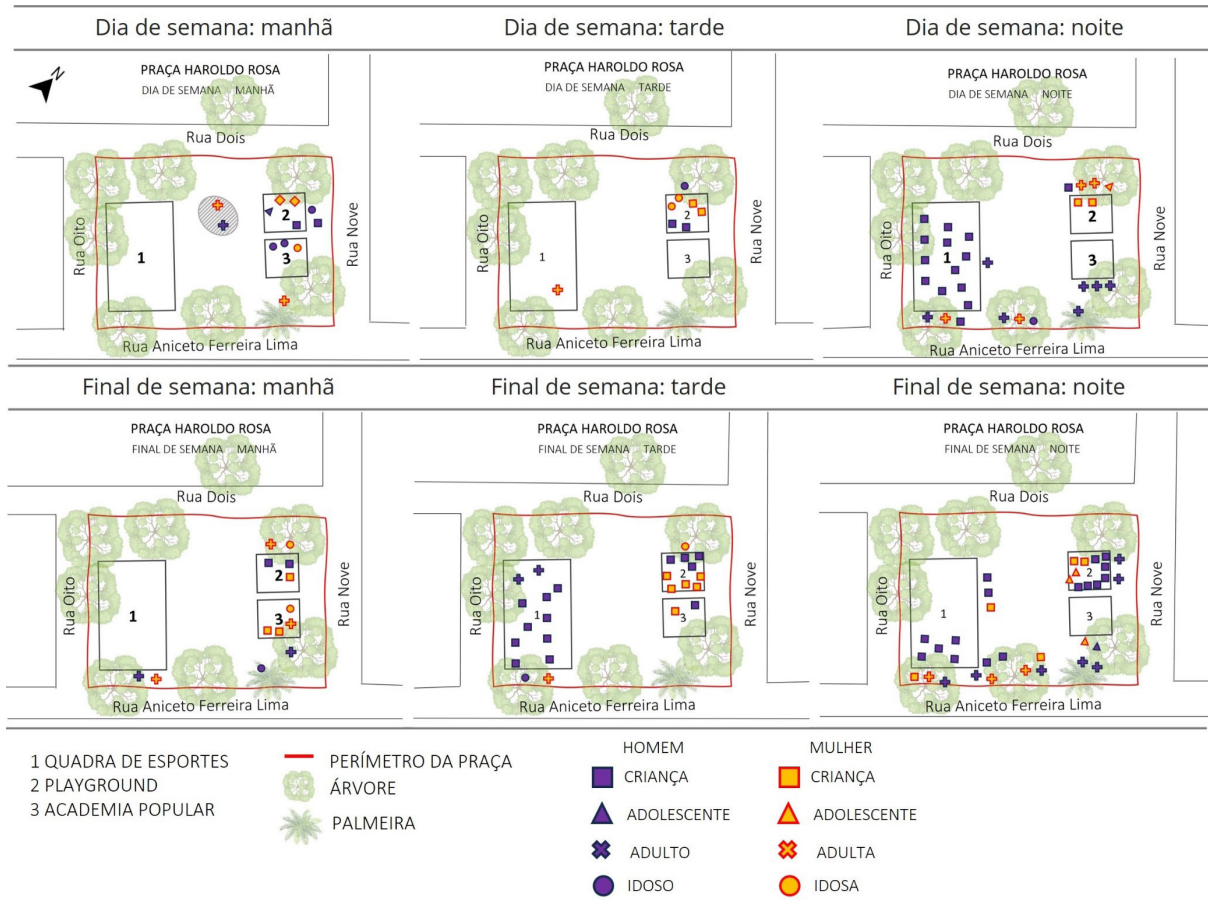 Dia de semana: manhã
Dia de semana: tarde
Dia de semana: noite
N
PRAÇA HAROLDO ROSA
DIA DE SEMANA MANHÃ
Rua Dois
Rua Oito
Rua Nove
1
2
3
Rua Aniceto Ferreira Lima
PRAÇA HAROLDO ROSA
DIA DE SEMANA TARDE
Rua Dois
Rua Oito
Rua Nove
1
2
3
Rua Aniceto Ferreira Lima
PRAÇA HAROLDO ROSA
DIA DE SEMANA NOITE
Rua Dois
Rua Oito
Rua Nove
1
2
3
Rua Aniceto Ferreira Lima
Final de semana: manhã
Final de semana: tarde
Final de semana: noite
PRAÇA HAROLDO ROSA
FINAL DE SEMANA MANHÃ
Rua Dois
Rua Oito
Rua Nove
1
2
3
Rua Aniceto Ferreira Lima
PRAÇA HAROLDO ROSA
FINAL DE SEMANA TARDE
Rua Dois
Rua Oito
Rua Nove
1
2
3
Rua Aniceto Ferreira Lima
PRAÇA HAROLDO ROSA
FINAL DE SEMANA NOITE
Rua Dois
Rua Oito
Rua Nove
1
2
3
Rua Aniceto Ferreira Lima
1 QUADRA DE ESPORTES
2 PLAYGROUND
3 ACADEMIA POPULAR
PERÍMETRO DA PRAÇA
ÁRVORE
PALMEIRA
HOMEM
CRIANÇA
ADOLESCENTE
ADULTO
IDOSO
MULHER
CRIANÇA
ADOLESCENTE
ADULTA
IDOSA